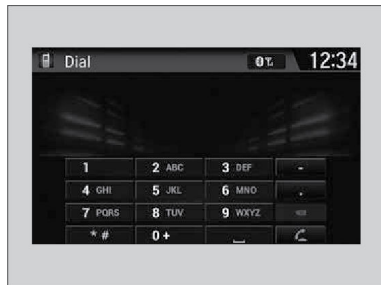 Dial 12:34
1 2 ABC 3 DEF -
4 GHI 5 JKL 6 MNO .
7 PQRS 8 TUV 9 WXYZ
*# 0+